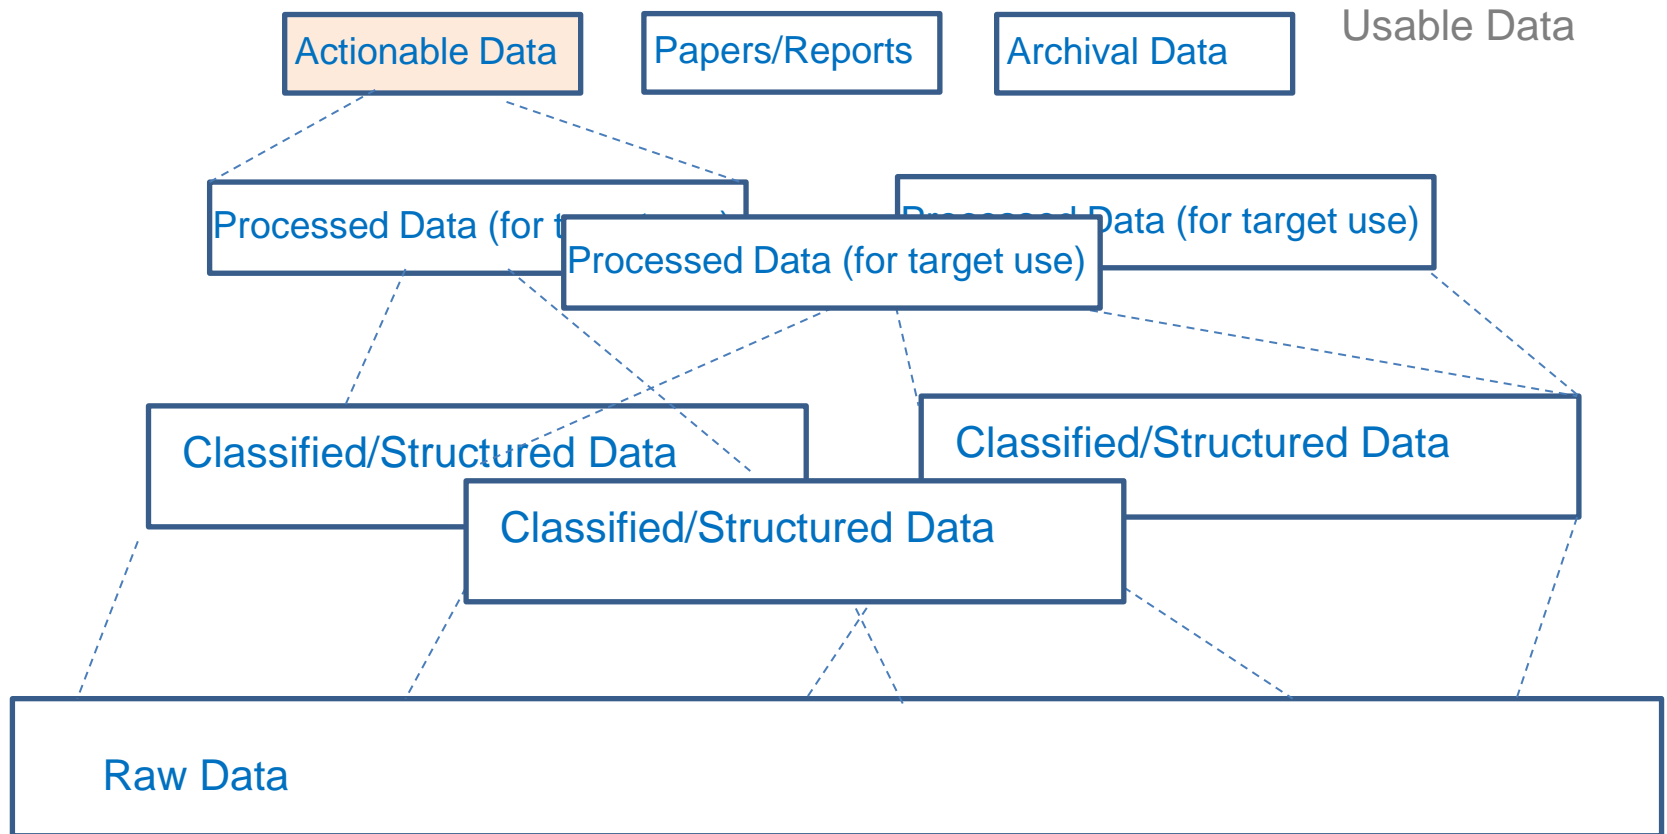 Usable Data
Actionable Data
Papers/Reports
Archival Data
Processed Data (for t
Data (for target use)
Processed Data (for target use)
Classified/Structured Data
Classified/Structured Data
Classified/Structured Data
Raw Data